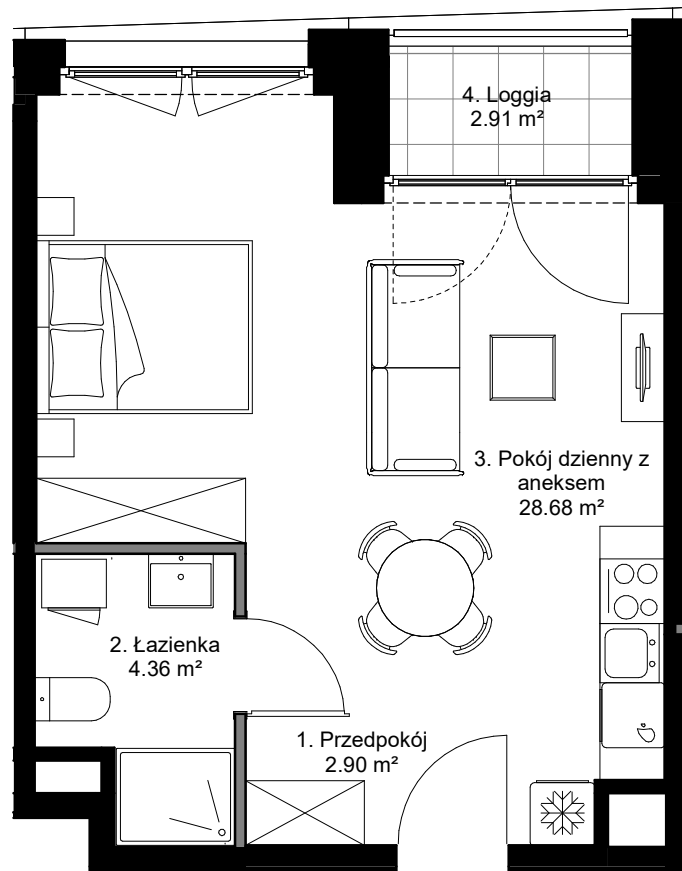 4. Loggia
2.91 m²
3. Pokój dzienny z
aneksem
28.68 m²
2. Łazienka
4.36 m²
1. Przedpokój
2.90 m²